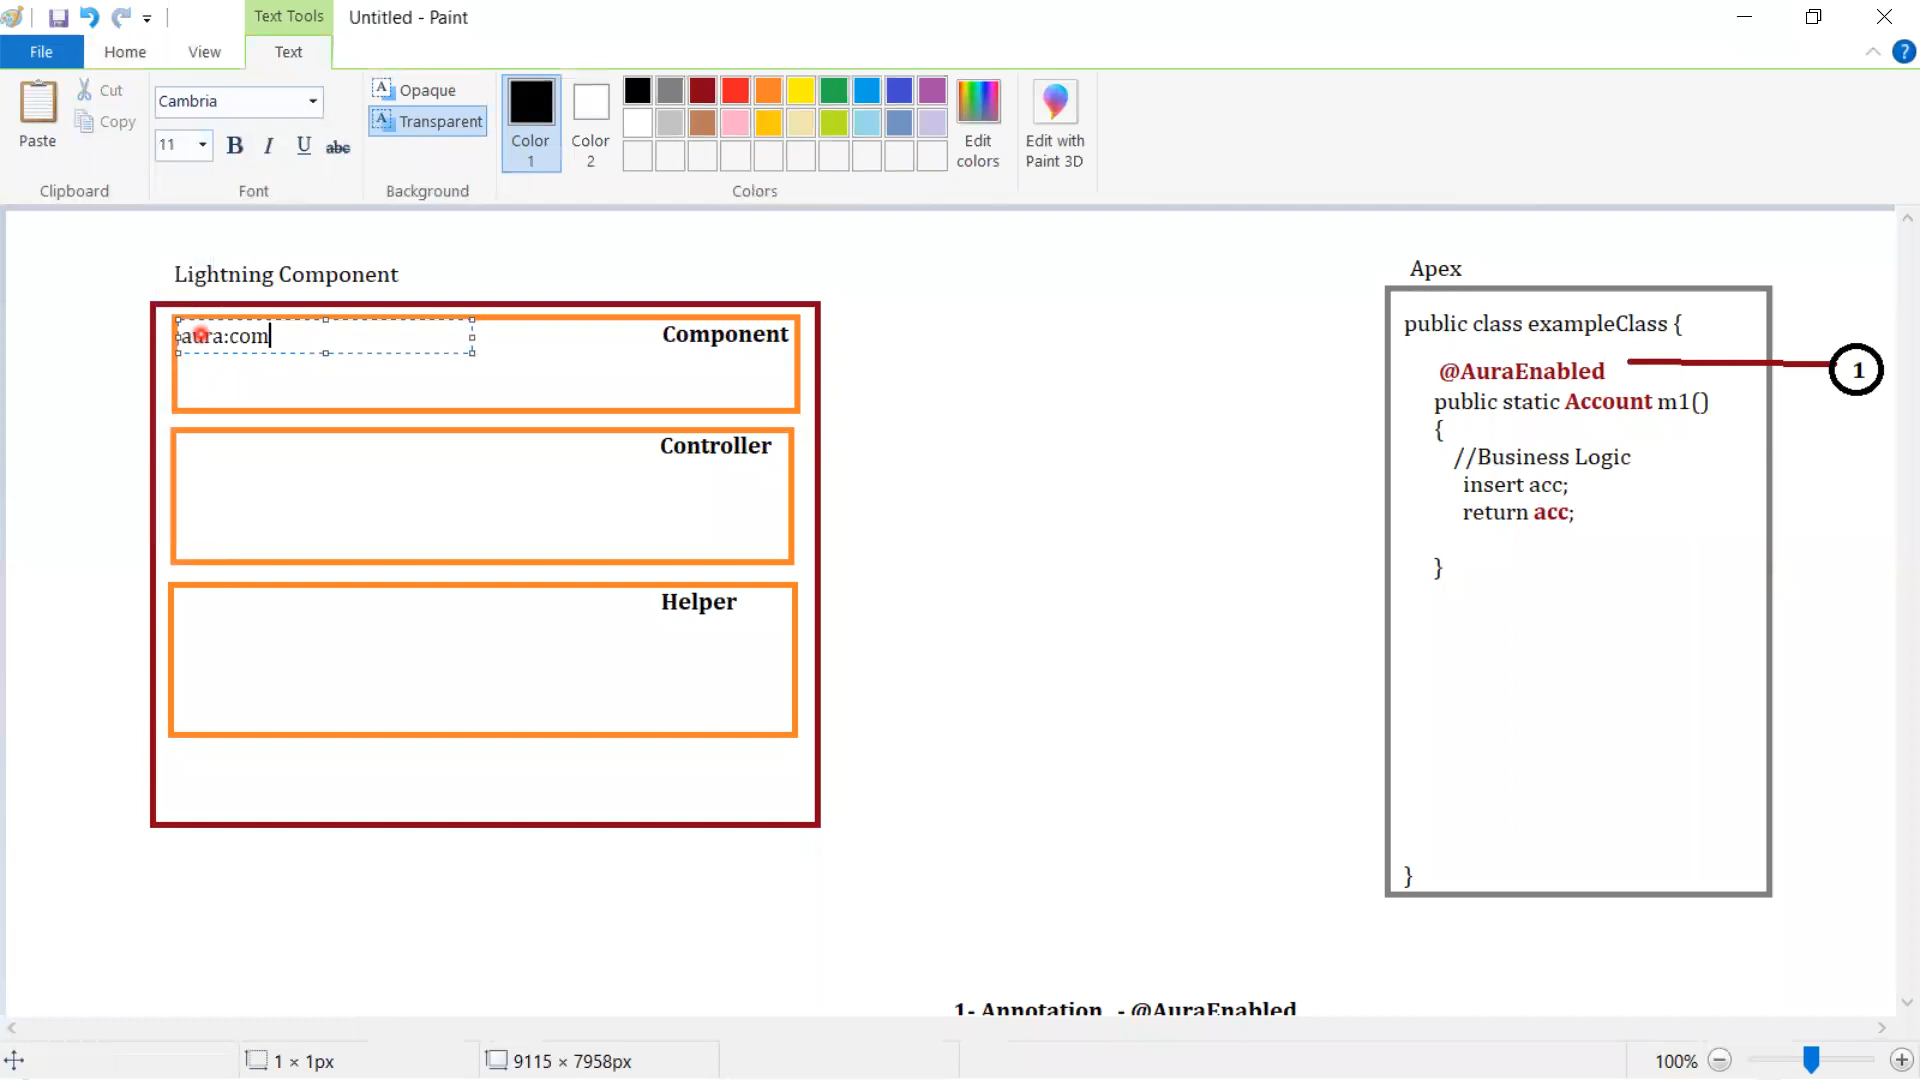 Text Tools
Untitled - Paint
File
Home
View
Text
Paste
Cut
Copy
Clipboard
Cambria
11
B
I
U
abc
Font
A
Opaque
A
Transparent
Background
Color
1
Color
2
Colors
Edit
colors
Edit with
Paint 3D
?
Lightning Component
aura:com
Component
Controller
Helper
Apex
public class exampleClass {
@AuraEnabled
1
public static Account m1()
{
//Business Logic
insert acc;
return acc;
}
}
1- Annotation - @AuraEnabled
1 × 1px
9115 × 7958px
100%